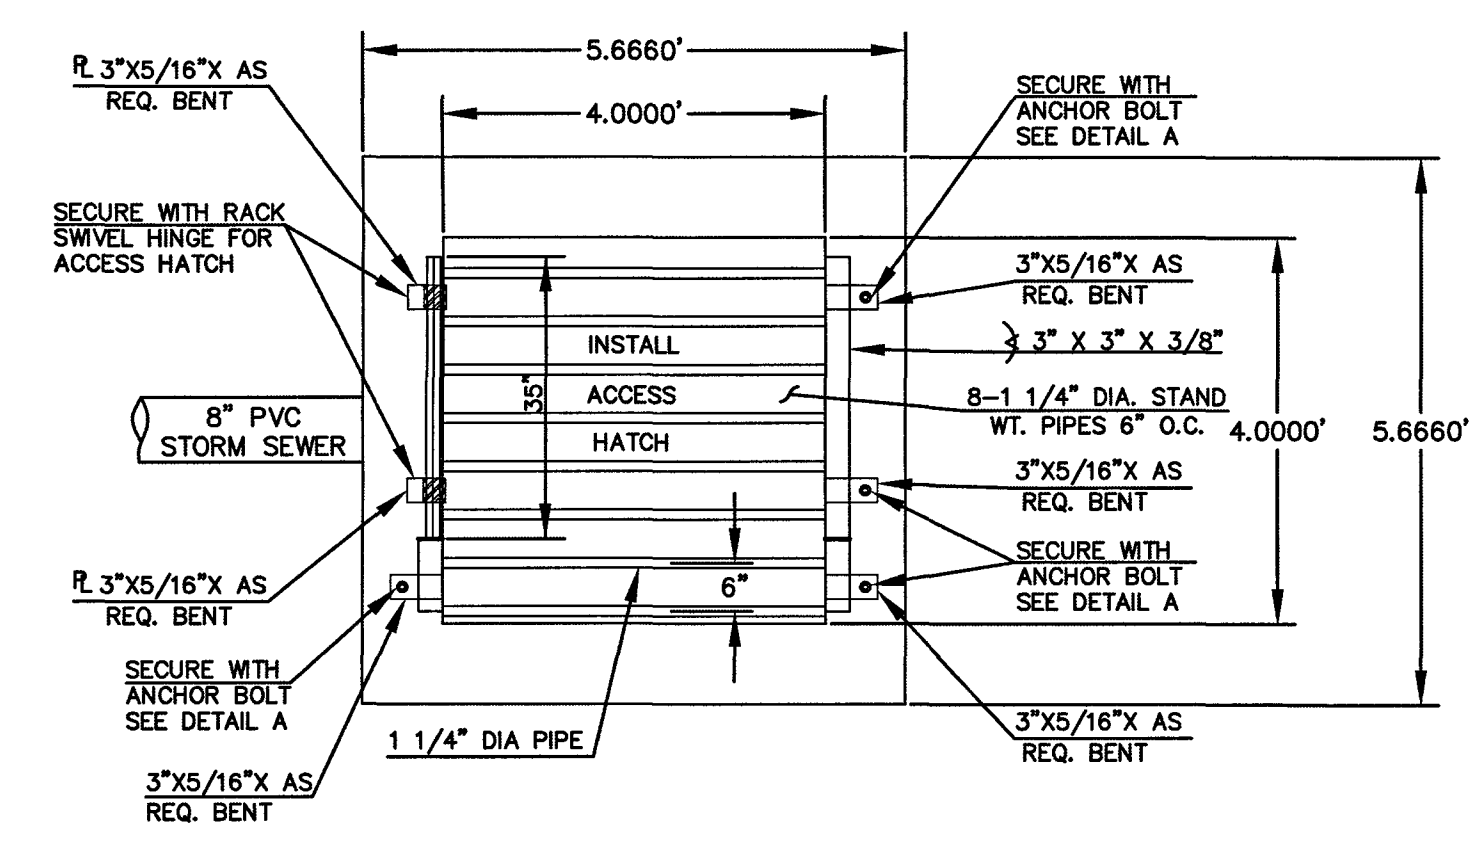 5.6660'
4.0000'
℄ 3"X5/16"X AS
REQ. BENT
SECURE WITH
ANCHOR BOLT
SEE DETAIL A
SECURE WITH RACK
SWIVEL HINGE FOR
ACCESS HATCH
3"X5/16"X AS
REQ. BENT
∢ 3" X 3" X 3/8"
INSTALL
ACCESS
HATCH
35"
8-1 1/4" DIA. STAND
WT. PIPES 6" O.C.
4.0000'
5.6660'
8" PVC
STORM SEWER
3"X5/16"X AS
REQ. BENT
SECURE WITH
ANCHOR BOLT
SEE DETAIL A
6"
℄ 3"X5/16"X AS
REQ. BENT
SECURE WITH
ANCHOR BOLT
SEE DETAIL A
1 1/4" DIA PIPE
3"X5/16"X AS
REQ. BENT
3"X5/16"X AS
REQ. BENT